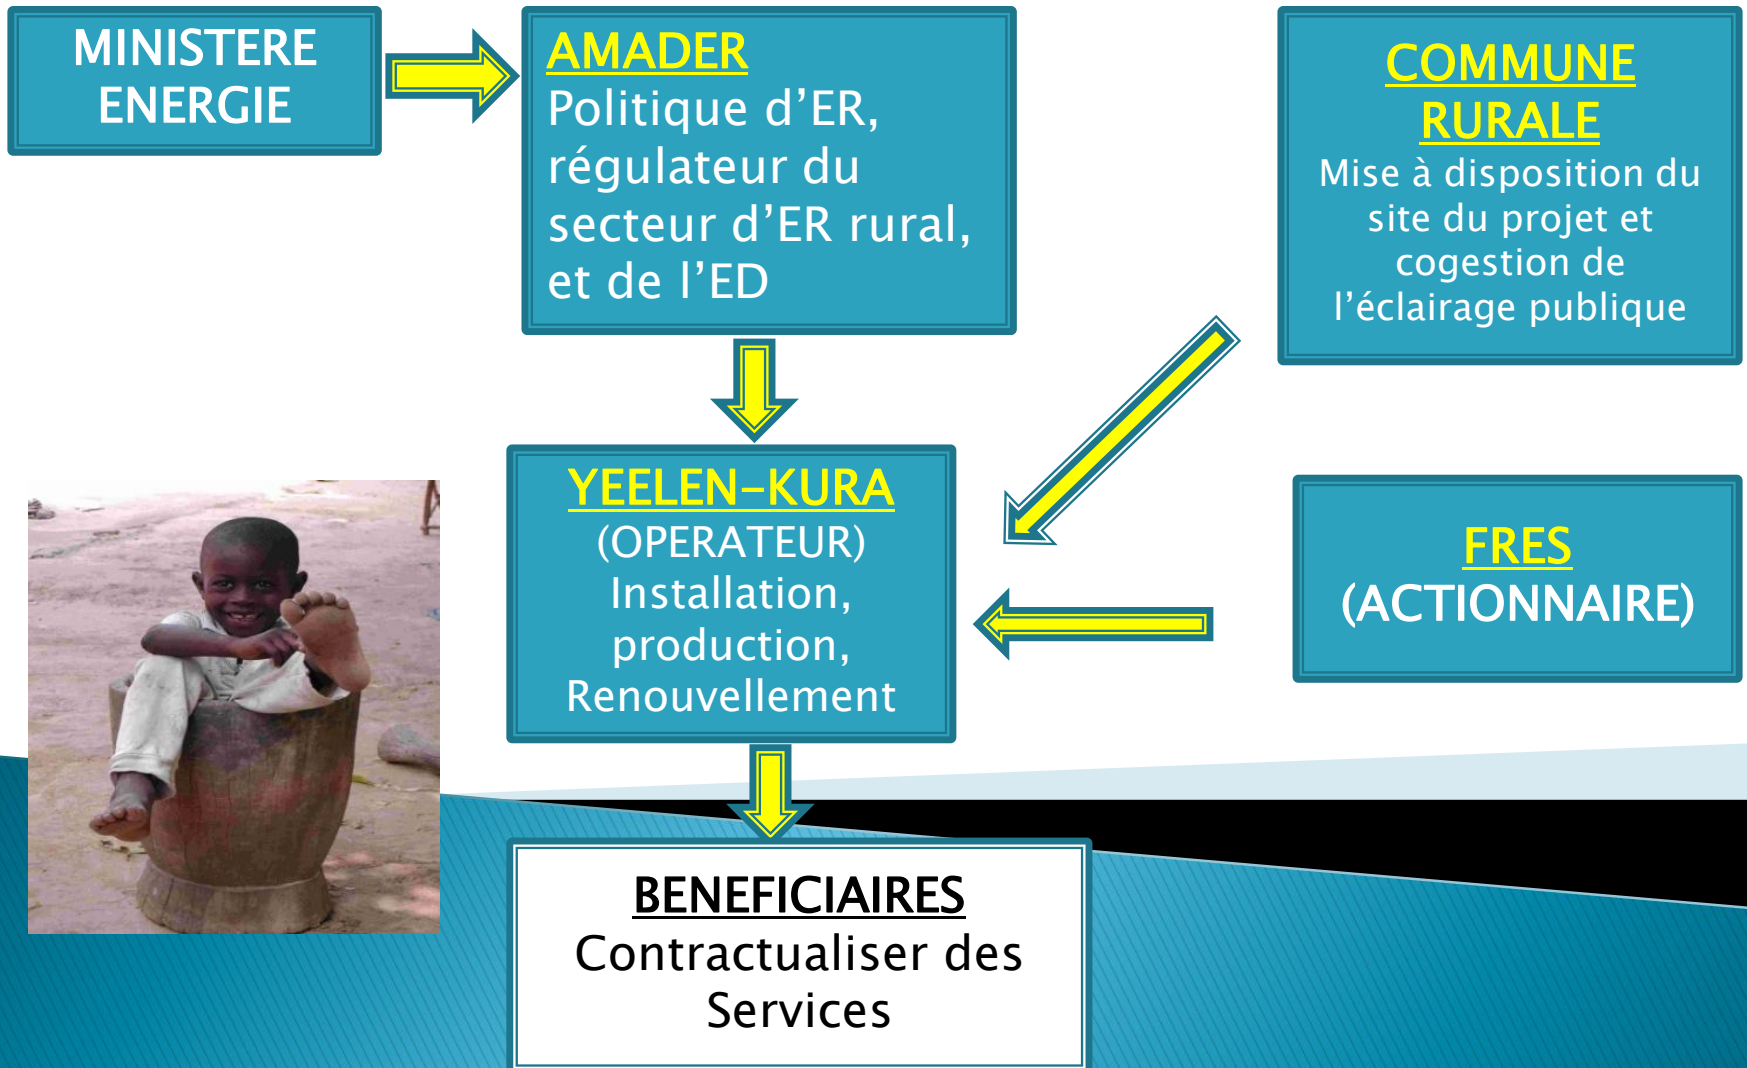 MINISTERE
ENERGIE
AMADER
Politique d’ER,
régulateur du
secteur d’ER rural,
et de l’ED
COMMUNE
RURALE
Mise à disposition du
site du projet et
cogestion de
l’éclairage publique
YEELEN-KURA
(OPERATEUR)
Installation,
production,
Renouvellement
FRES
(ACTIONNAIRE)
BENEFICIAIRES
Contractualiser des
Services